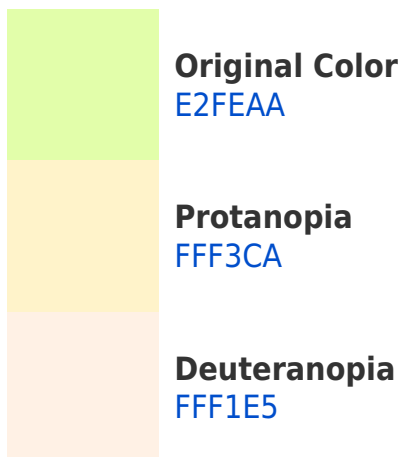 Original Color
E2FEAA
Protanopia
FFF3CA
Deuteranopia
FFF1E5